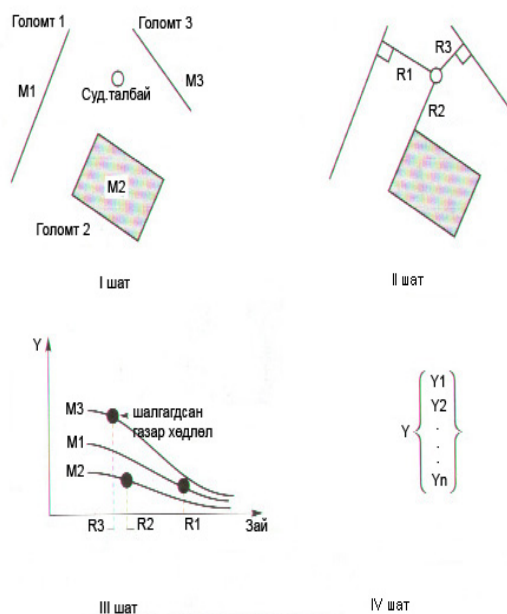 Голомт 1
Голомт 3
M1
M3
Суд.талбай
M2
Голомт 2
I шат
R3
R1
R2
II шат
Y
M3
M1
M2
шалгагдсан
газар хөдлөл
R3
R2
R1
Зай
III шат
Y
Y1
Y2
.
.
.
Yn
IV шат